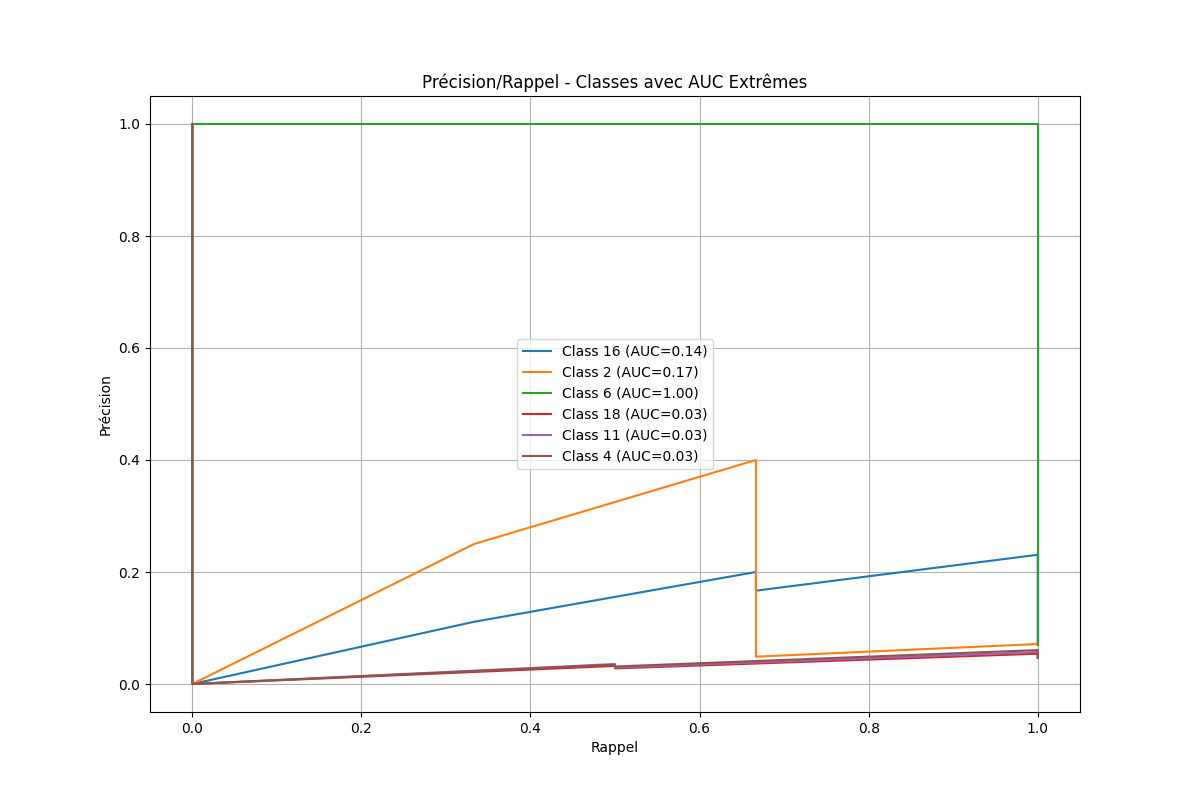 Précision/Rappel - Classes avec AUC Extrêmes
1.0
0.8
0.6
0.4
0.2
0.0
Précision
Class 16 (AUC=0.14)
Class 2 (AUC=0.17)
Class 6 (AUC=1.00)
Class 18 (AUC=0.03)
Class 11 (AUC=0.03)
Class 4 (AUC=0.03)
0.0 0.2 0.4 0.6 0.8 1.0
Rappel